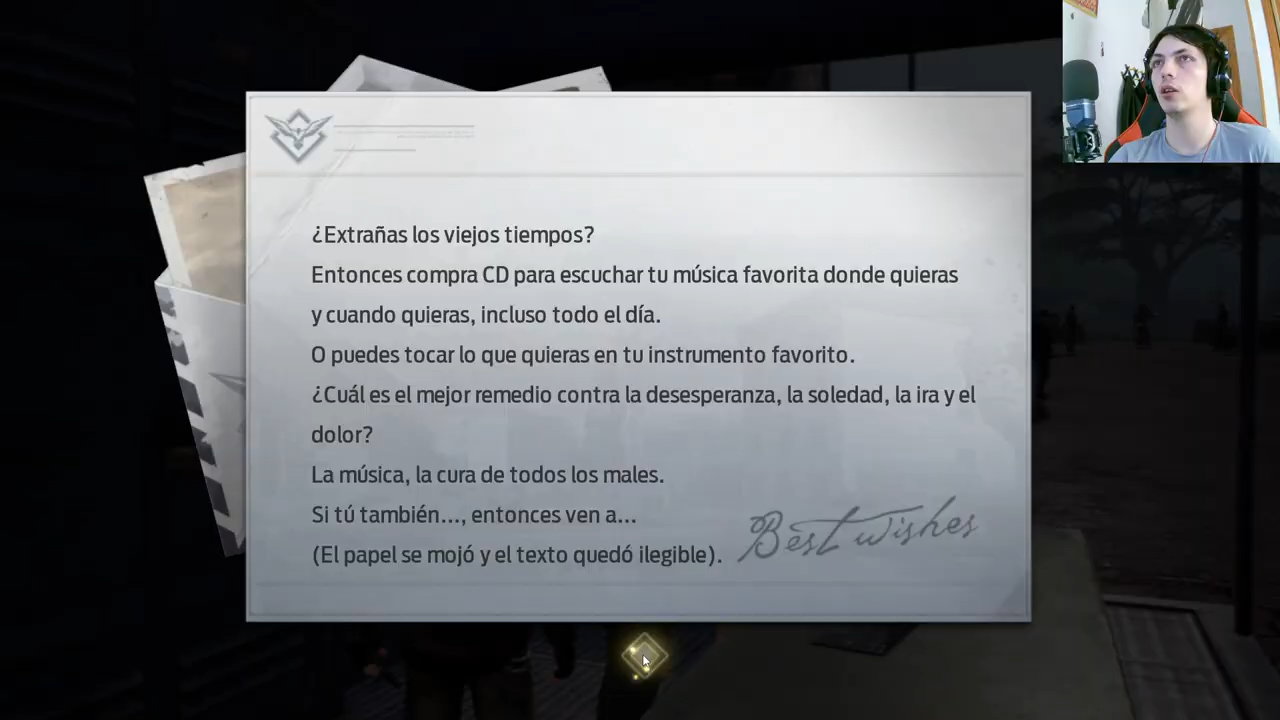 ¿Extrañas los viejos tiempos?
Entonces compra CD para escuchar tu música favorita donde quieras
y cuando quieras, incluso todo el día.
O puedes tocar lo que quieras en tu instrumento favorito.
¿Cuál es el mejor remedio contra la desesperanza, la soledad, la ira y el
dolor?
La música, la cura de todos los males.
Si tú también..., entonces ven a...
(El papel se mojó y el texto quedó ilegible).
Best wishes